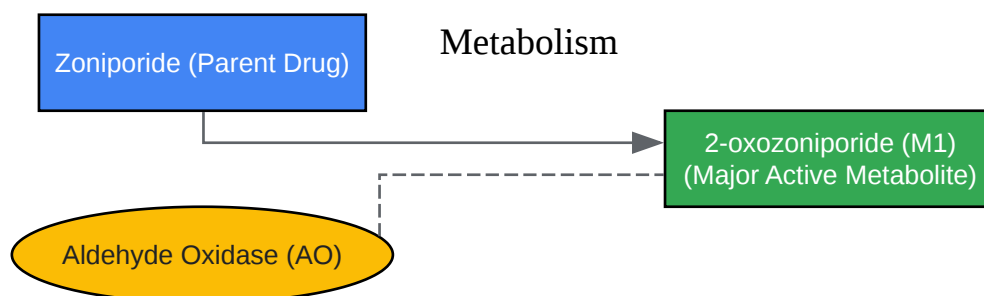 Zoniporide (Parent Drug)
Metabolism
2-oxozoniporide (M1)
(Major Active Metabolite)
Aldehyde Oxidase (AO)